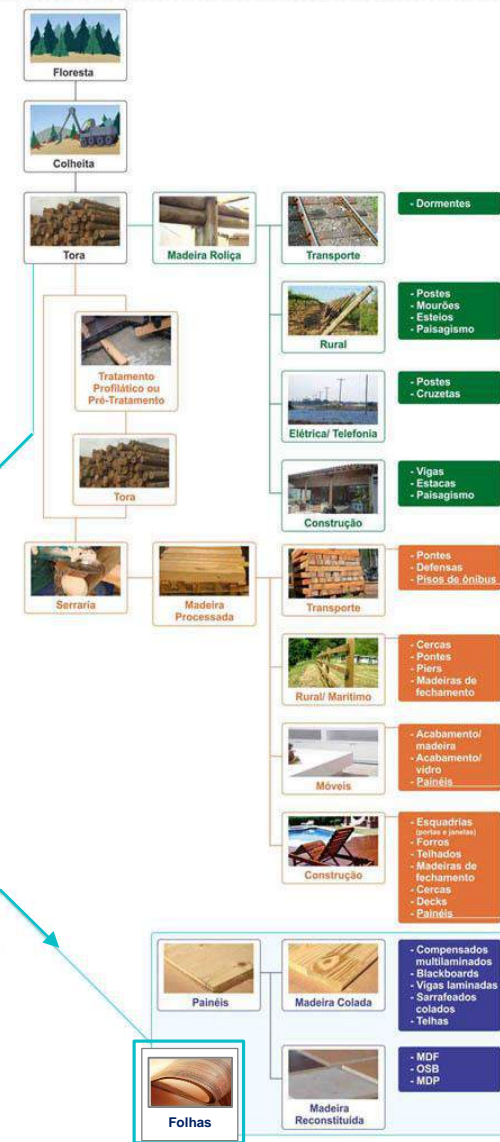 Floresta
Colheita
Tora
Madeira Roliça
Transporte
- Dormentes
Rural
- Postes
- Mourões
- Esteios
- Paisagismo
Elétrica/ Telefonia
- Postes
- Cruzetas
Construção
- Vigas
- Estacas
- Paisagismo
Tratamento
Profilático ou
Pré-Tratamento
Tora
Serraria
Madeira
Processada
Transporte
- Pontes
- Defensas
- Pisos de ônibus
Rural/ Marítimo
- Cercas
- Pontes
- Piers
- Madeiras de
fechamento
Móveis
- Acabamento/
madeira
- Acabamento/
vidro
- Painéis
Construção
- Esquadrias
(portas e janelas)
- Forros
- Telhados
- Madeiras de
fechamento
- Cercas
- Decks
- Painéis
Painéis
Madeira Colada
- Compensados
multilaminados
- Blackboards
- Vigas laminadas
- Sarrafeados
colados
- Telhas
Folhas
Madeira
Reconstituída
- MDF
- OSB
- MDP